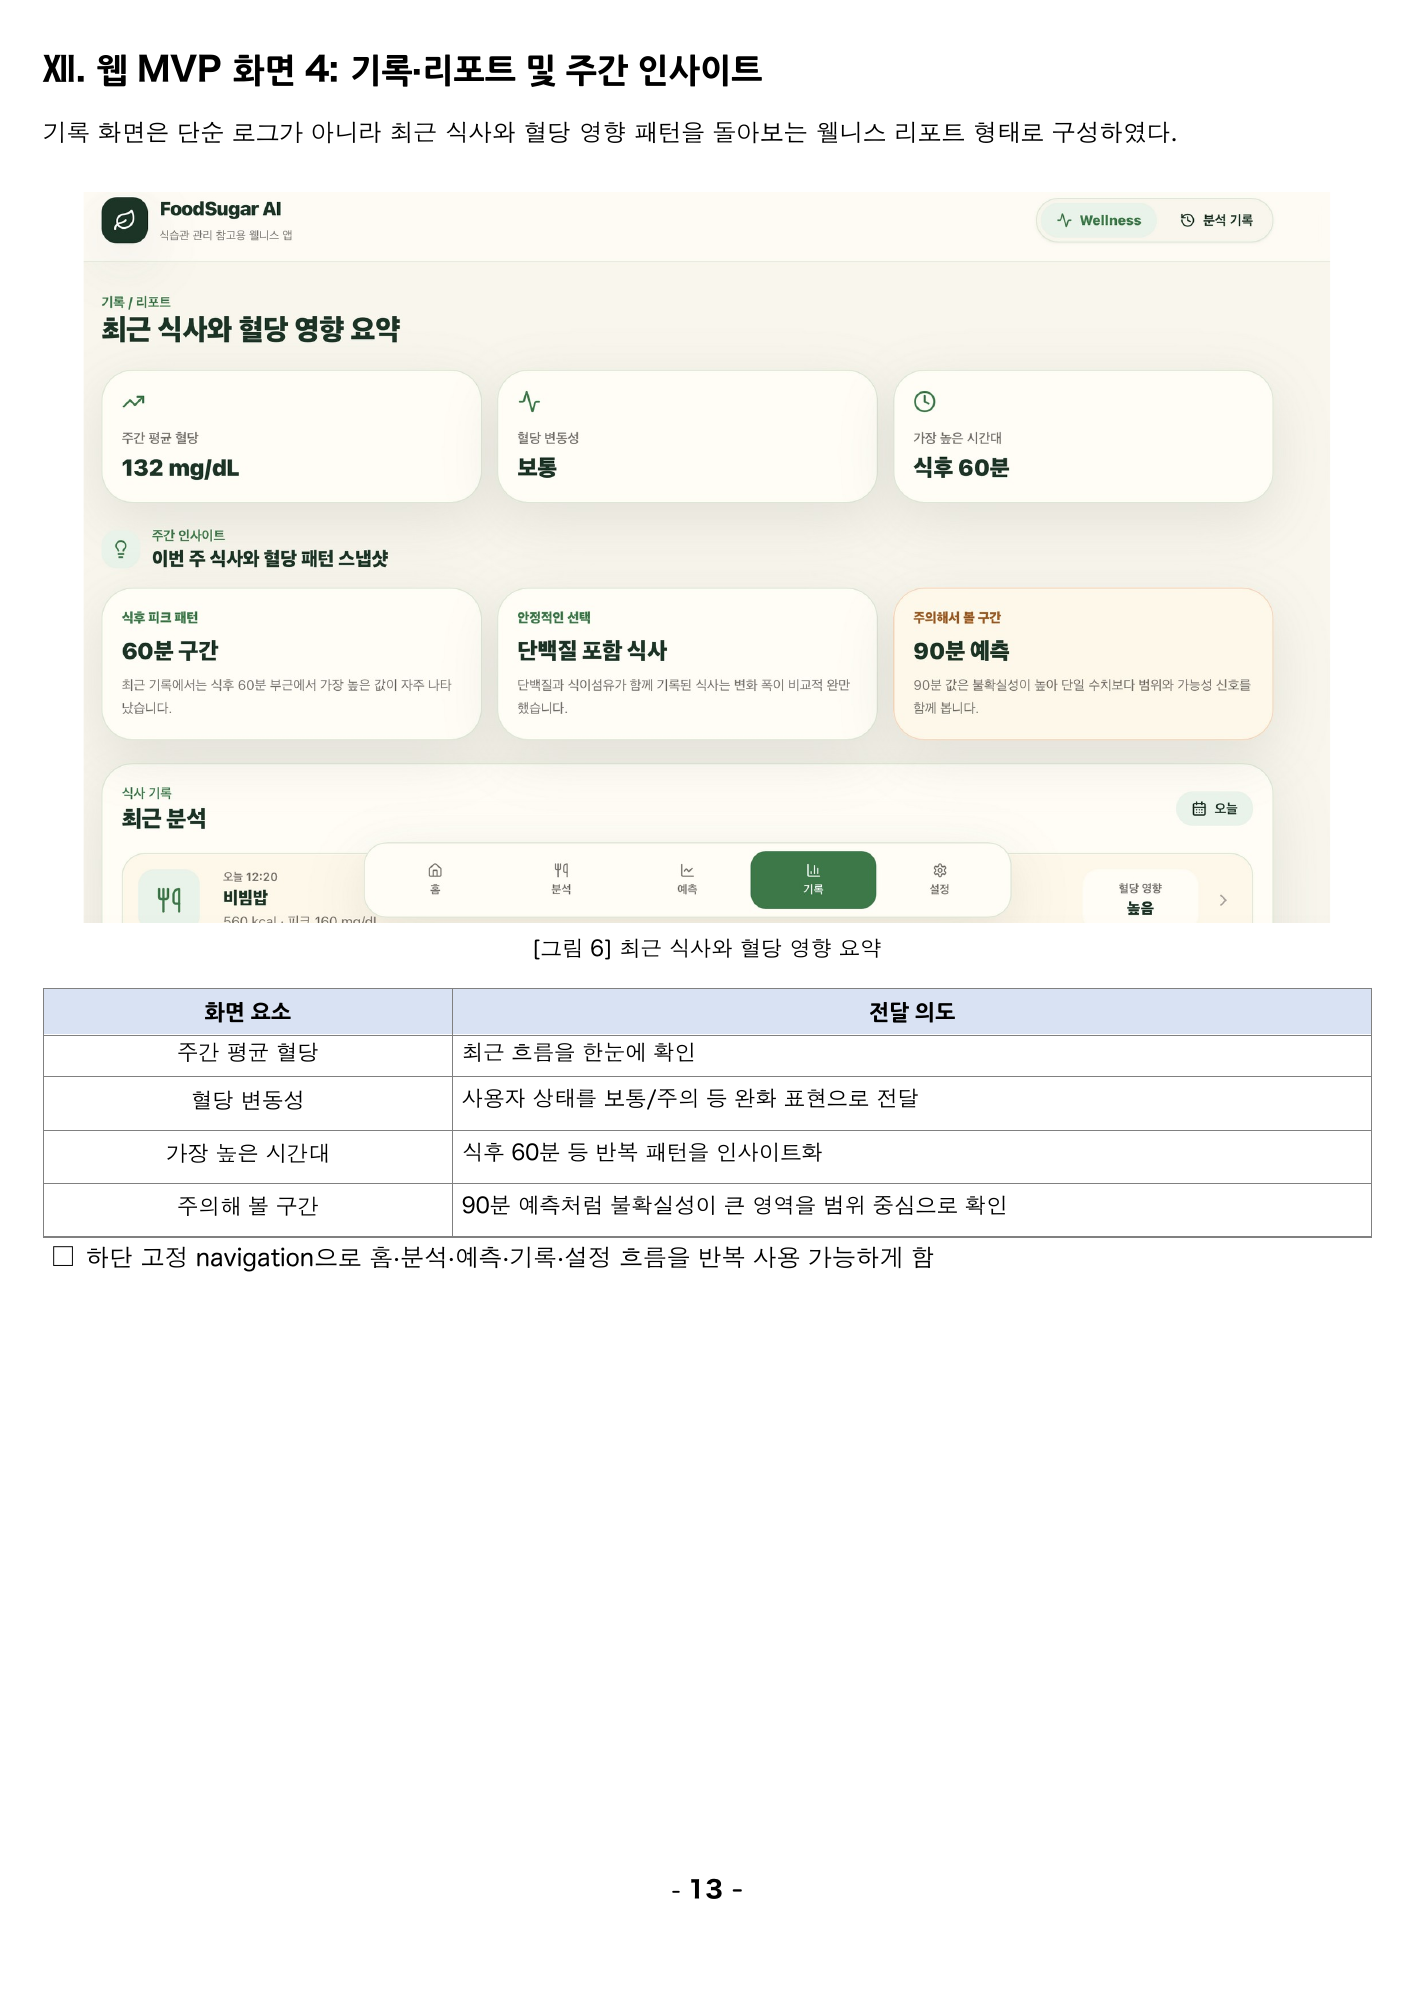 Ⅻ. 웹 MVP 화면 4: 기록·리포트 및 주간 인사이트
기록 화면은 단순 로그가 아니라 최근 식사와 혈당 영향 패턴을 돌아보는 웰니스 리포트 형태로 구성하였다.
FoodSugar AI
식습관 관리 참고용 웰니스 앱
Wellness
분석 기록
기록 / 리포트
최근 식사와 혈당 영향 요약
주간 평균 혈당
132 mg/dL
혈당 변동성
보통
가장 높은 시간대
식후 60분
주간 인사이트
이번 주 식사와 혈당 패턴 스냅샷
식후 피크 패턴
60분 구간
최근 기록에서는 식후 60분 부근에서 가장 높은 값이 자주 나타
났습니다.
안정적인 선택
단백질 포함 식사
단백질과 식이섬유가 함께 기록된 식사는 변화 폭이 비교적 완만
했습니다.
주의해서 볼 구간
90분 예측
90분 값은 불확실성이 높아 단일 수치보다 범위와 가능성 신호를
함께 봅니다.
식사 기록
최근 분석
오늘
오늘 12:20
비빔밥
560 kcal · 피크 160 mg/dL
혈당 영향
높음
홈
분석
예측
기록
설정
[그림 6] 최근 식사와 혈당 영향 요약
화면 요소 전달 의도
주간 평균 혈당 최근 흐름을 한눈에 확인
혈당 변동성 사용자 상태를 보통/주의 등 완화 표현으로 전달
가장 높은 시간대 식후 60분 등 반복 패턴을 인사이트화
주의해 볼 구간 90분 예측처럼 불확실성이 큰 영역을 범위 중심으로 확인
□ 하단 고정 navigation으로 홈·분석·예측·기록·설정 흐름을 반복 사용 가능하게 함
- 13 -